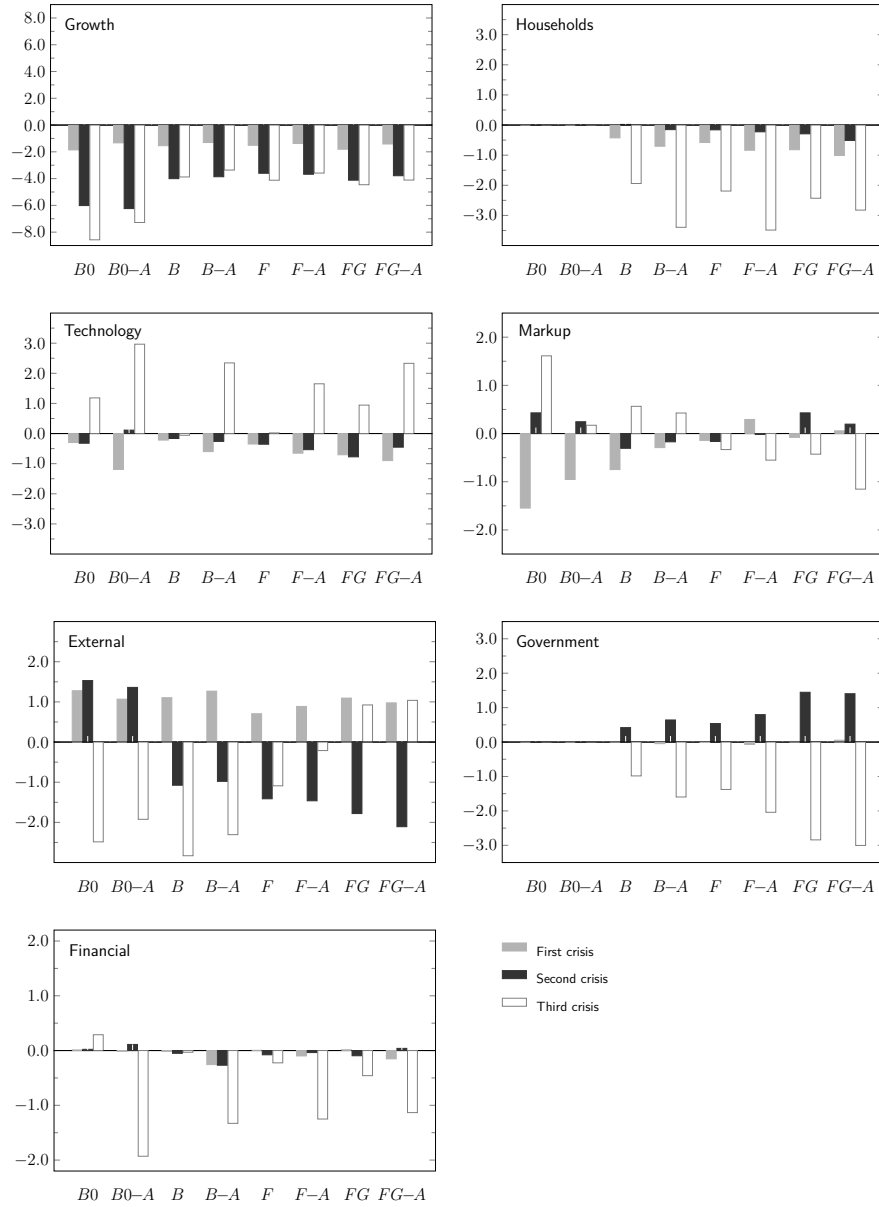 Growth
8.0
6.0
4.0
2.0
0.0
−2.0
−4.0
−6.0
−8.0
B0 B0−A B B−A F F−A FG FG−A
Households
3.0
2.0
1.0
0.0
−1.0
−2.0
−3.0
B0 B0−A B B−A F F−A FG FG−A
Technology
3.0
2.0
1.0
0.0
−1.0
−2.0
−3.0
B0 B0−A B B−A F F−A FG FG−A
Markup
2.0
1.0
0.0
−1.0
−2.0
B0 B0−A B B−A F F−A FG FG−A
External
2.0
1.0
0.0
−1.0
−2.0
B0 B0−A B B−A F F−A FG FG−A
Government
3.0
2.0
1.0
0.0
−1.0
−2.0
−3.0
B0 B0−A B B−A F F−A FG FG−A
Financial
2.0
1.0
0.0
−1.0
−2.0
B0 B0−A B B−A F F−A FG FG−A
First crisis
Second crisis
Third crisis